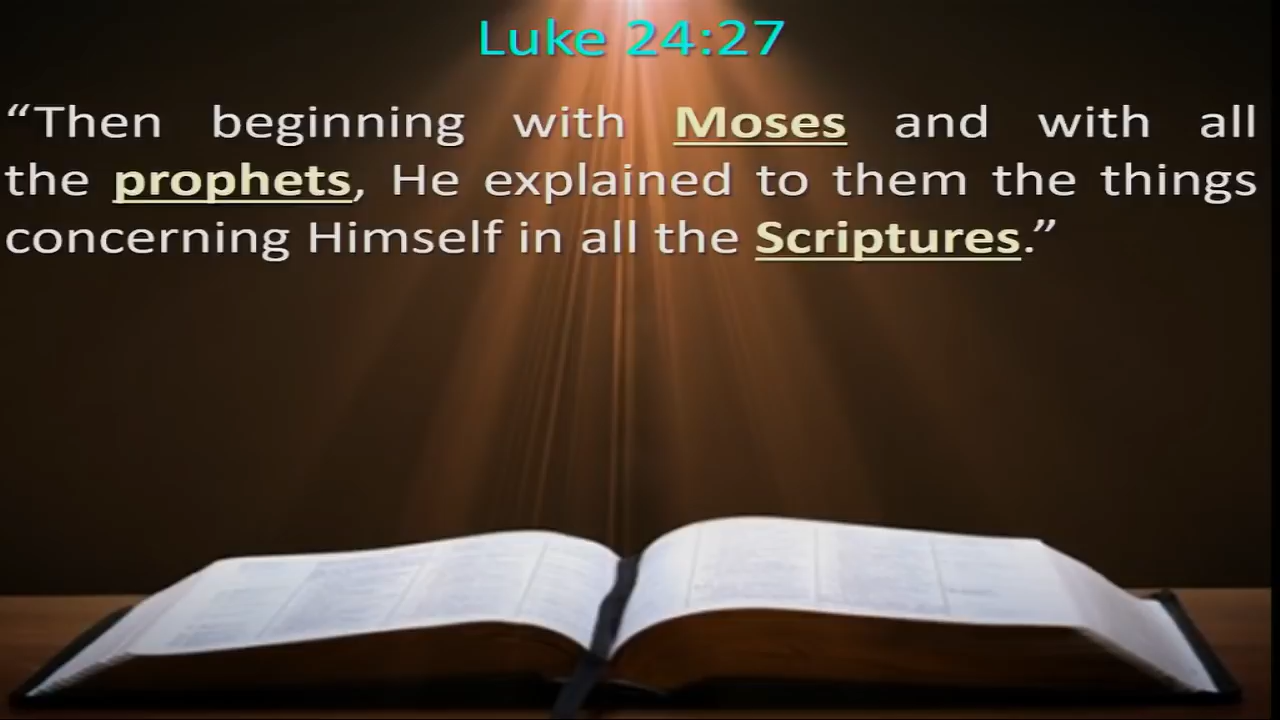 Luke 24:27
“Then beginning with Moses and with all
the prophets, He explained to them the things
concerning Himself in all the Scriptures.”